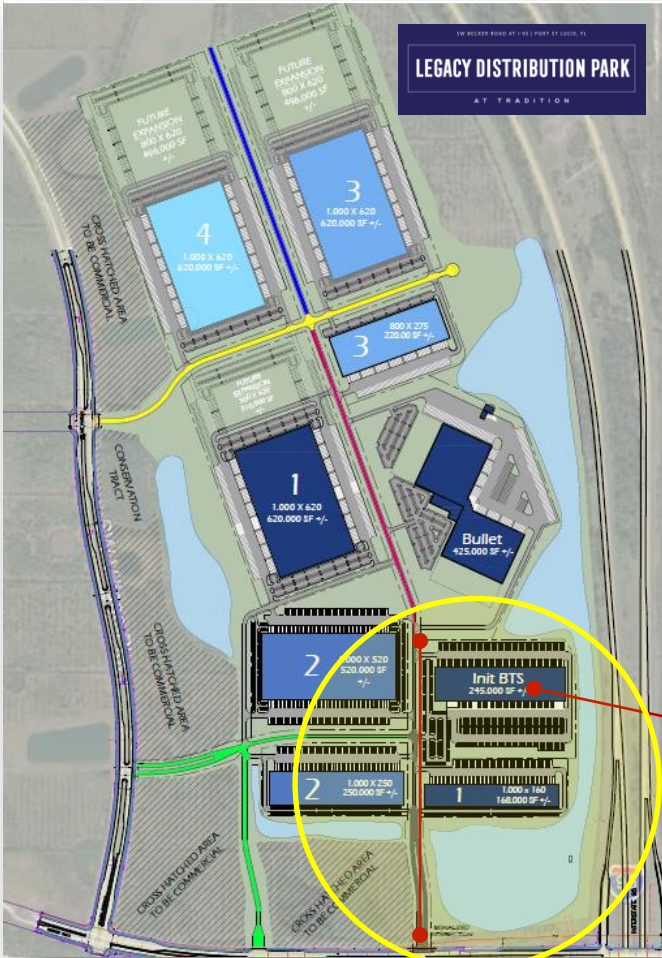 SW BECKER ROAD AT I-95 | PORT ST LUCIE, FL
LEGACY DISTRIBUTION PARK
AT TRADITION
FUTURE
EXPANSION
800 X 620
496,000 SF
+/-
FUTURE
EXPANSION
800 X 620
496,000 SF
+/-
3
1.000 X 620
620.000 SF +/-
4
1.000 X 620
620.000 SF +/-
CROSS HATCHED AREA
TO BE COMMERCIAL
3
800 X 275
220.00 SF +/-
FUTURE
EXPANSION
+/-
1
1.000 X 620
620.000 SF +/-
CONSERVATION
TRACT
Bullet
425.000 SF +/-
CROSS HATCHED AREA
TO BE COMMERCIAL
2
1.000 X 520
520.000 SF
+/-
Init BTS
245.000 SF +/-
2
1.000 X 250
250.000 SF +/-
1
1.000 x 160
168.000 SF +/-
CROSS HATCHED AREA
TO BE COMMERCIAL
CROSS HATCHED AREA
TO BE COMMERCIAL
SIGNALIZED